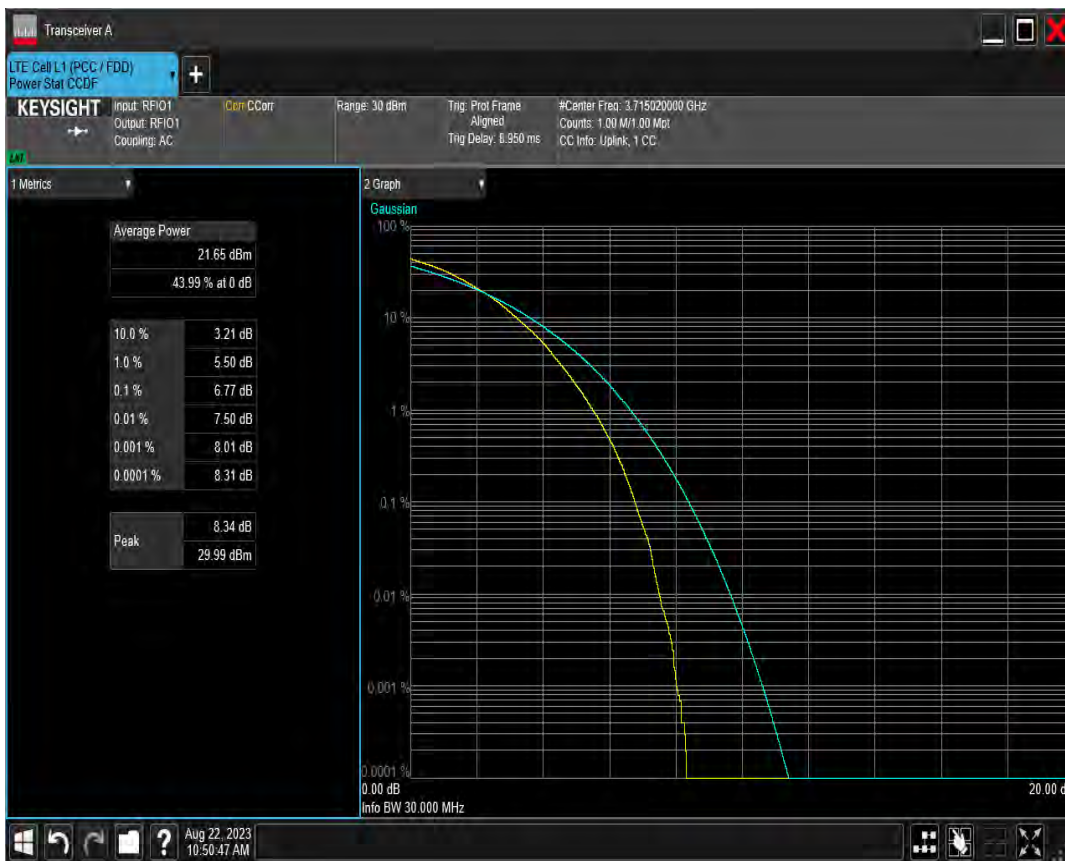 Transceiver A
LTE Cell L1 (PCC / FDD)
Power Stat CCDF
KEYSIGHT
Input: RFIO1
Output: RFIO1
Coupling: AC
Corr CCorr
Range: 30 dBm
Trig: Prot Frame
Aligned
Trig Delay: 8.950 ms
#Center Freq: 3.715020000 GHz
Counts: 1.00 M/1.00 Mpt
CC Info: Uplink, 1 CC
1 Metrics
Average Power
21.65 dBm
43.99 % at 0 dB
10.0 % 3.21 dB
1.0 % 5.50 dB
0.1 % 6.77 dB
0.01 % 7.50 dB
0.001 % 8.01 dB
0.0001 % 8.31 dB
Peak
8.34 dB
29.99 dBm
2 Graph
Gaussian
100 %
10 %
1 %
0.1 %
0.01 %
0.001 %
0.0001 %
0.00 dB
20.00 d
Info BW 30.000 MHz
?
Aug 22, 2023
10:50:47 AM